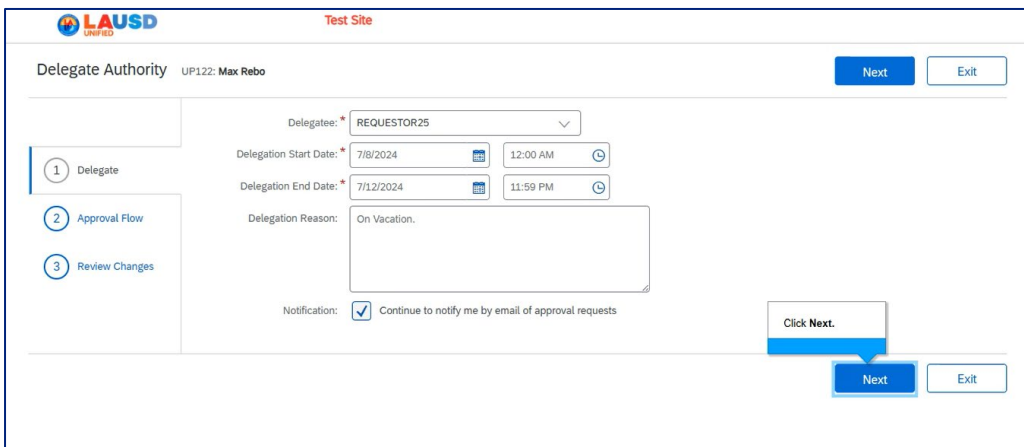 LAUSD
UNIFIED
Test Site
Delegate Authority UP122: Max Rebo
Next
Exit
Delegatee: * REQUESTOR25
Delegation Start Date: * 7/8/2024 12:00 AM
1 Delegate
Delegation End Date: * 7/12/2024 11:59 PM
2 Approval Flow
Delegation Reason: On Vacation.
3 Review Changes
Notification: Continue to notify me by email of approval requests
Click Next.
Next
Exit